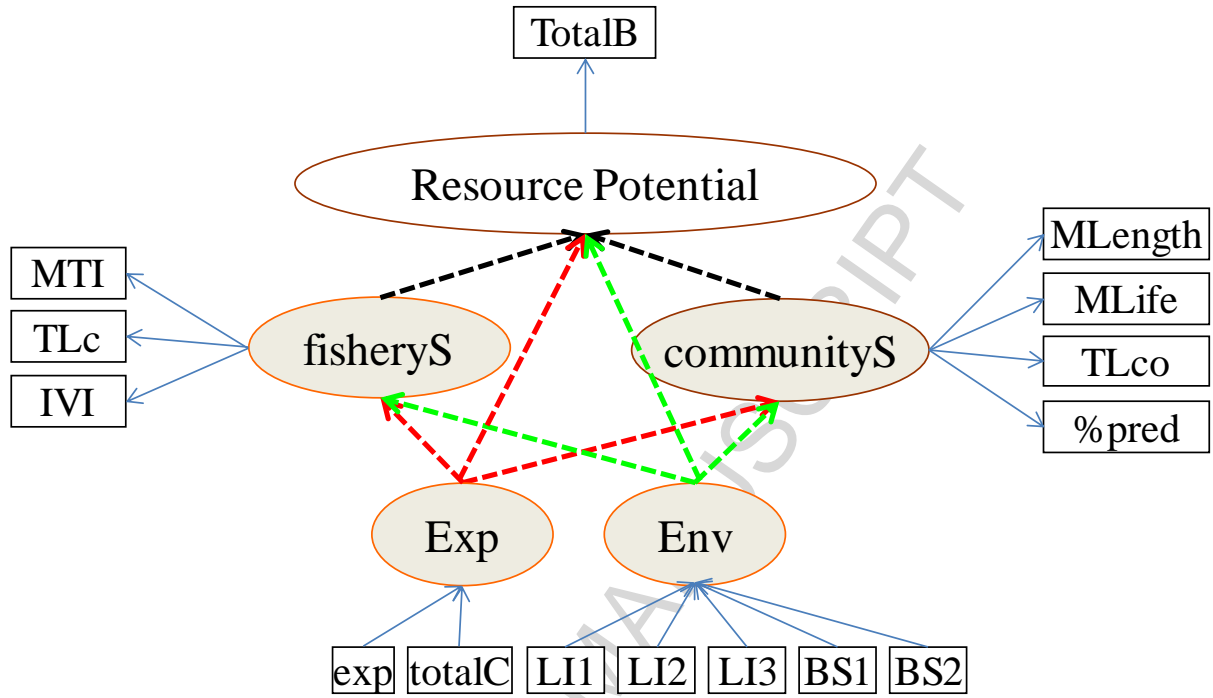 TotalB
Resource Potential
MLength
MTI
MLife
TLc
fisheryS
communityS
TLco
IVI
%pred
Exp
Env
exp totalC LI1 LI2 LI3 BS1 BS2